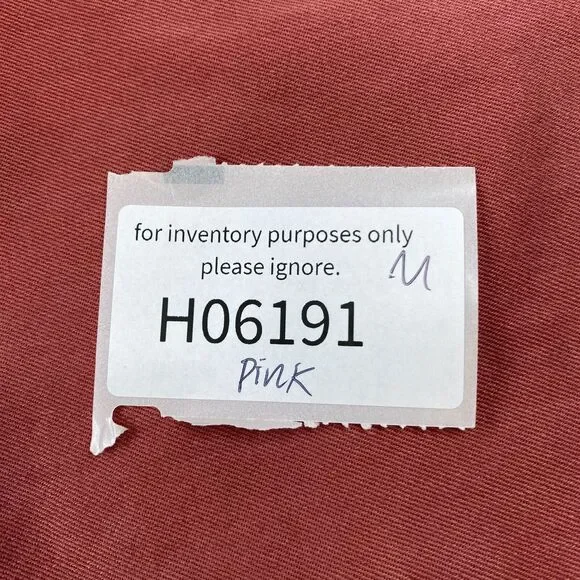 for inventory purposes only
please ignore.
M
H06191
Pink